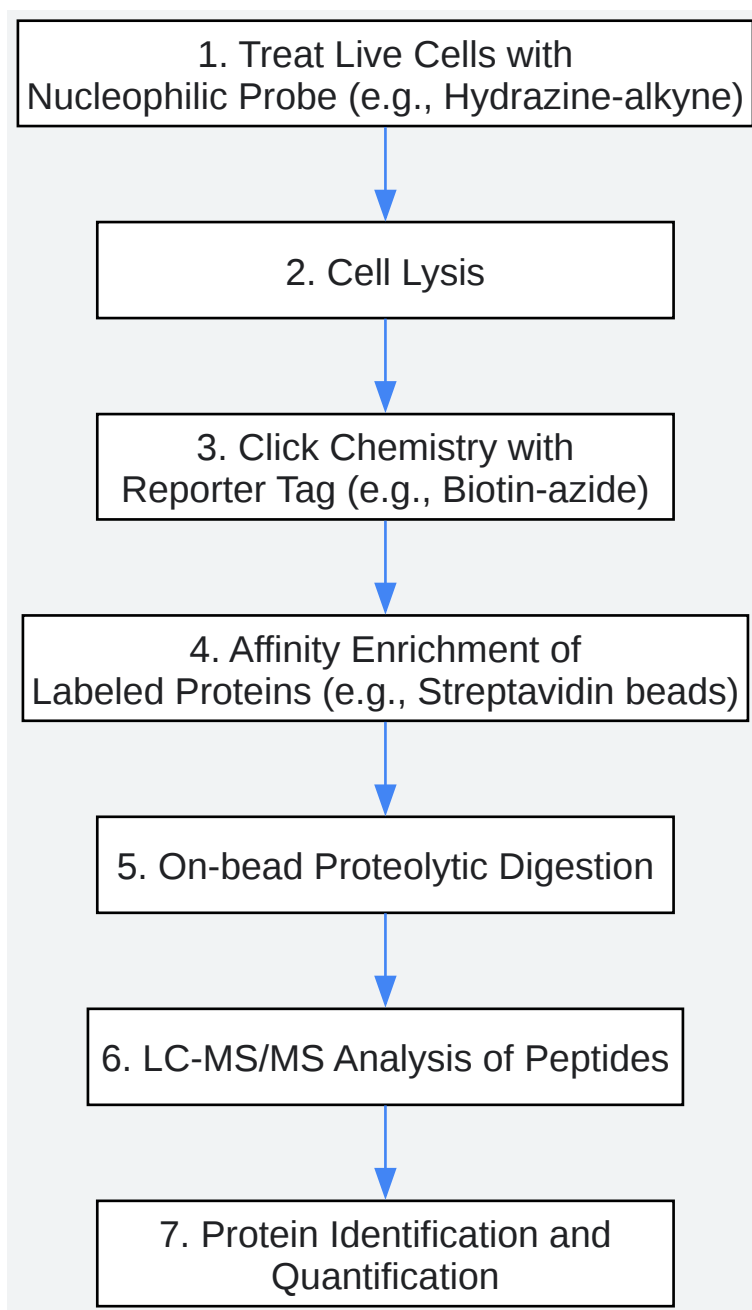 1. Treat Live Cells with
Nucleophilic Probe (e.g., Hydrazine-alkyne)
2. Cell Lysis
3. Click Chemistry with
Reporter Tag (e.g., Biotin-azide)
4. Affinity Enrichment of
Labeled Proteins (e.g., Streptavidin beads)
5. On-bead Proteolytic Digestion
6. LC-MS/MS Analysis of Peptides
7. Protein Identification and
Quantification